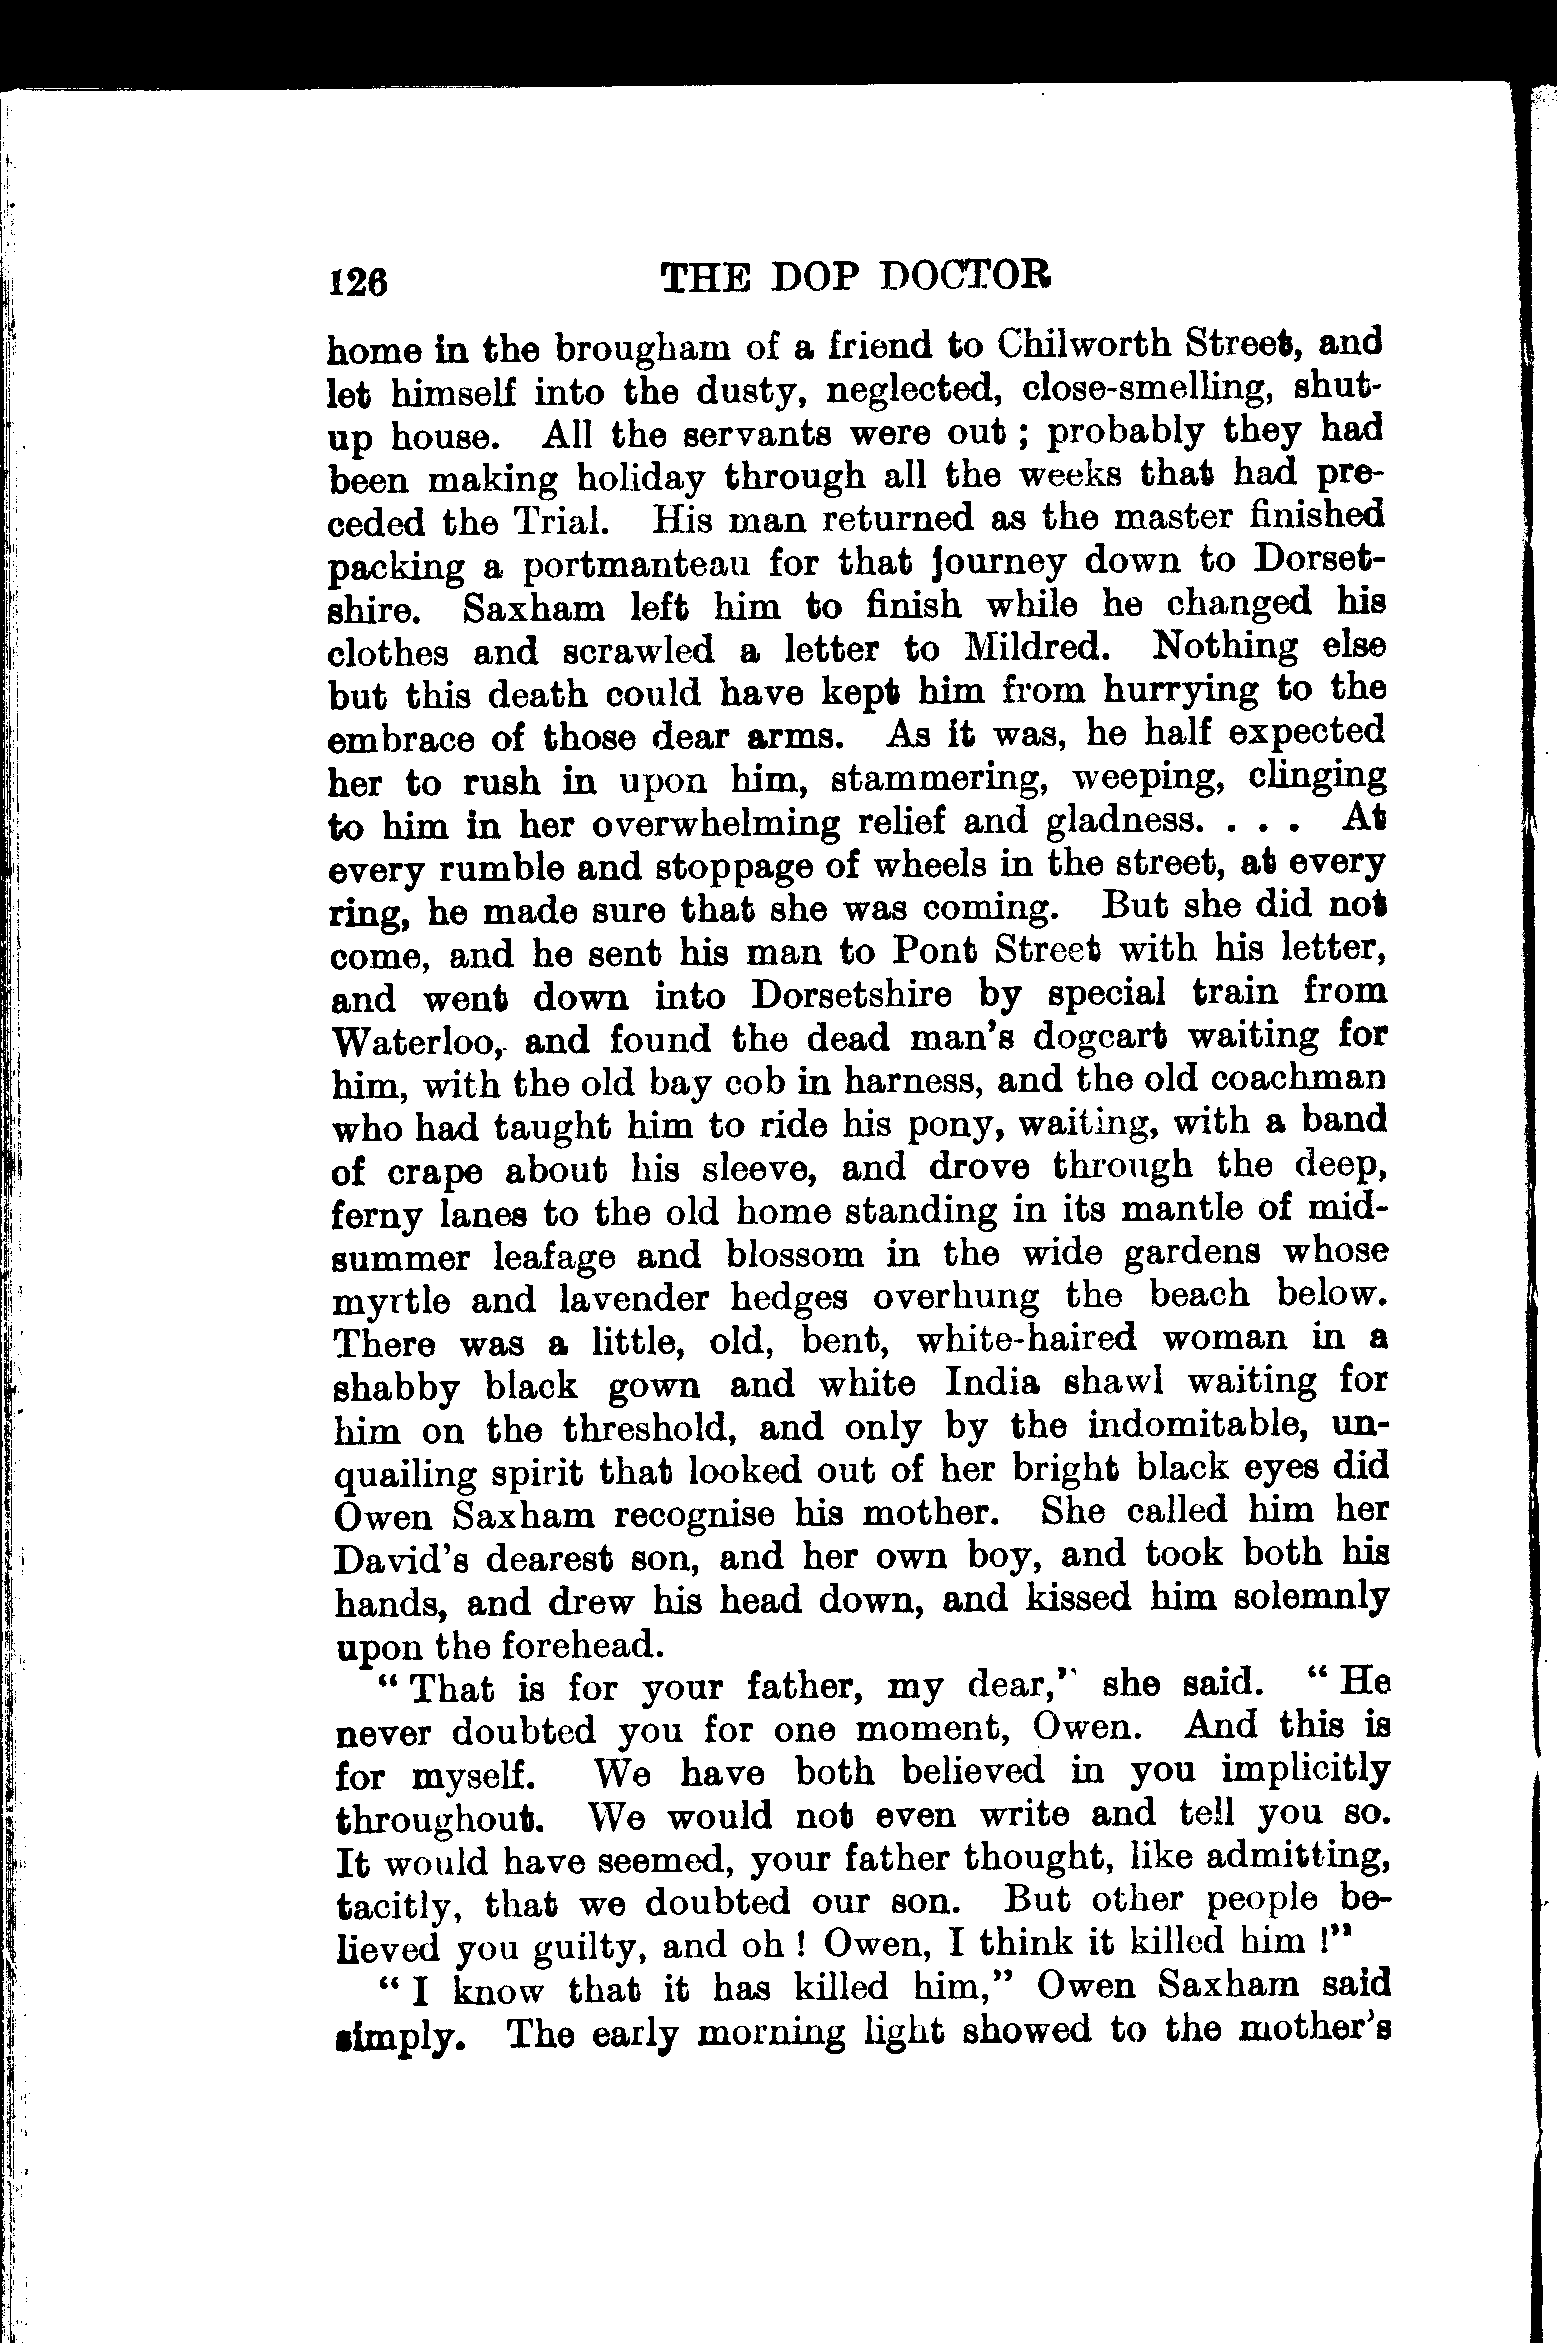 126 THE DOP DOCTOR
home in the brougham of a friend to Chilworth Street, and
let himself into the dusty, neglected, close-smelling, shut-
up house. All the servants were out ; probably they had
been making holiday through all the weeks that had pre-
ceded the Trial. His man returned as the master finished
packing a portmanteau for that journey down to Dorset-
shire. Saxham left him to finish while he changed his
clothes and scrawled a letter to Mildred. Nothing else
but this death could have kept him from hurrying to the
embrace of those dear arms. As it was, he half expected
her to rush in upon him, stammering, weeping, clinging
to him in her overwhelming relief and gladness. . . . At
every rumble and stoppage of wheels in the street, at every
ring, he made sure that she was coming. But she did not
come, and he sent his man to Pont Street with his letter,
and went down into Dorsetshire by special train from
Waterloo, and found the dead man's dogcart waiting for
him, with the old bay cob in harness, and the old coachman
who had taught him to ride his pony, waiting, with a band
of crape about his sleeve, and drove through the deep,
ferny lanes to the old home standing in its mantle of mid-
summer leafage and blossom in the wide gardens whose
myrtle and lavender hedges overhung the beach below.
There was a little, old, bent, white-haired woman in a
shabby black gown and white India shawl waiting for
him on the threshold, and only by the indomitable, un-
quailing spirit that looked out of her bright black eyes did
Owen Saxham recognise his mother. She called him her
David's dearest son, and her own boy, and took both his
hands, and drew his head down, and kissed him solemnly
upon the forehead.
“ That is for your father, my dear,” she said. “ He
never doubted you for one moment, Owen. And this is
for myself. We have both believed in you implicitly
throughout. We would not even write and tell you so.
It would have seemed, your father thought, like admitting,
tacitly, that we doubted our son. But other people be-
lieved you guilty, and oh ! Owen, I think it killed him !”
“ I know that it has killed him,” Owen Saxham said
simply. The early morning light showed to the mother's